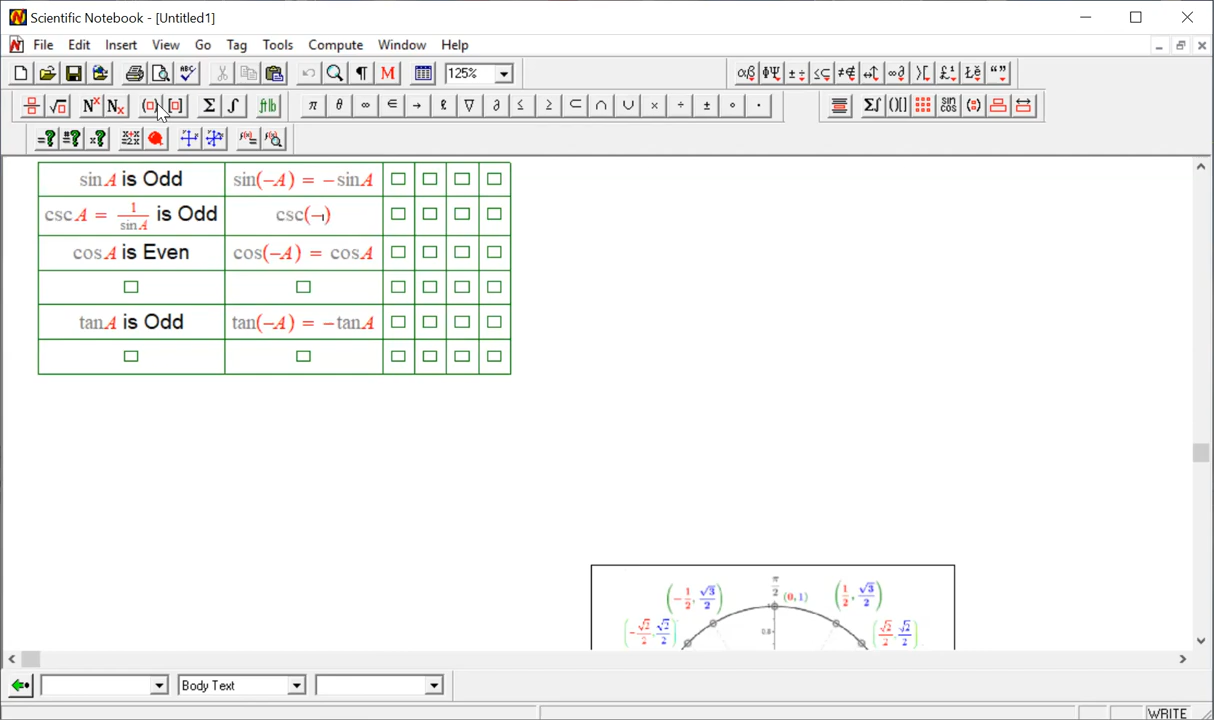 Scientific Notebook - [Untitled1]
File Edit Insert View Go Tag Tools Compute Window Help
125%
sin A is Odd sin(−A) = − sin A
csc A = 1/sin A is Odd csc(−)
cos A is Even cos(−A) = cos A
tan A is Odd tan(−A) = − tan A
π/2
(−1/2, √3/2) (0, 1) (1/2, √3/2)
(−√2/2, √2/2) (√2/2, √2/2)
1
0.8
Body Text
WRITE